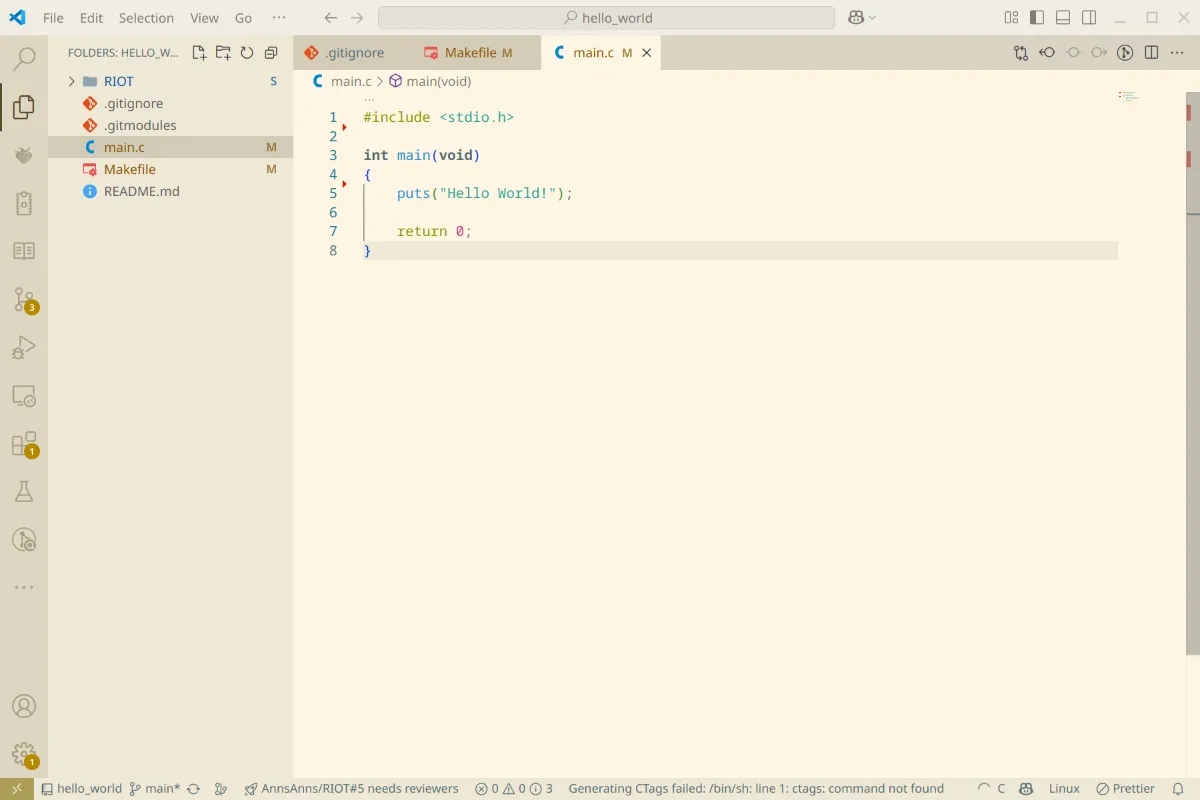 File Edit Selection View Go ···
hello_world
FOLDERS: HELLO_W...
RIOT S
.gitignore
.gitmodules
main.c M
Makefile M
README.md
.gitignore
Makefile M
main.c M
main.c > main(void)
...
1 #include <stdio.h>
2
3 int main(void)
4 {
5 puts("Hello World!");
6
7 return 0;
8 }
3
1
1
hello_world main* AnnsAnns/RIOT#5 needs reviewers 0 0 3 Generating CTags failed: /bin/sh: line 1: ctags: command not found C Linux Prettier